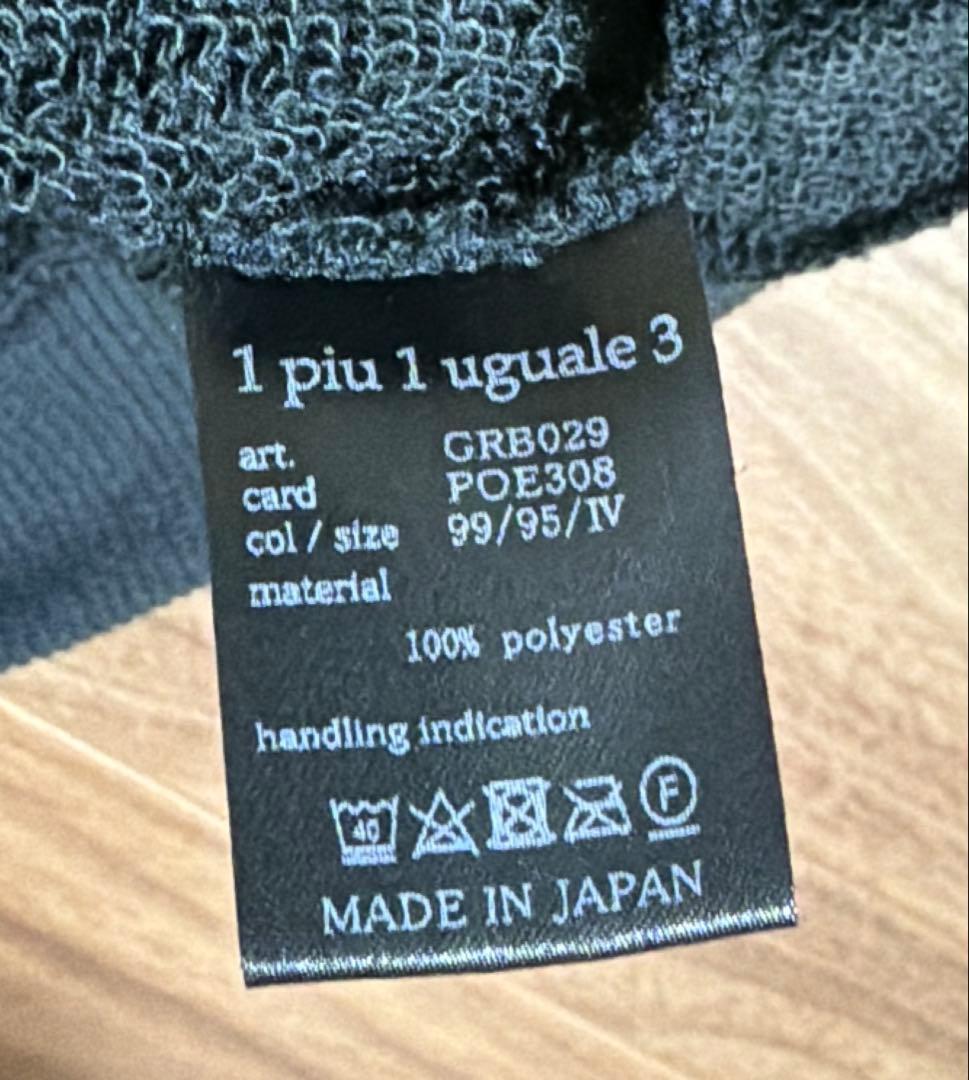 1 piu 1 uguale 3
art. GRB029
card POE308
col / size 99/95/IV
material
100% polyester
handling indication
40 F
MADE IN JAPAN